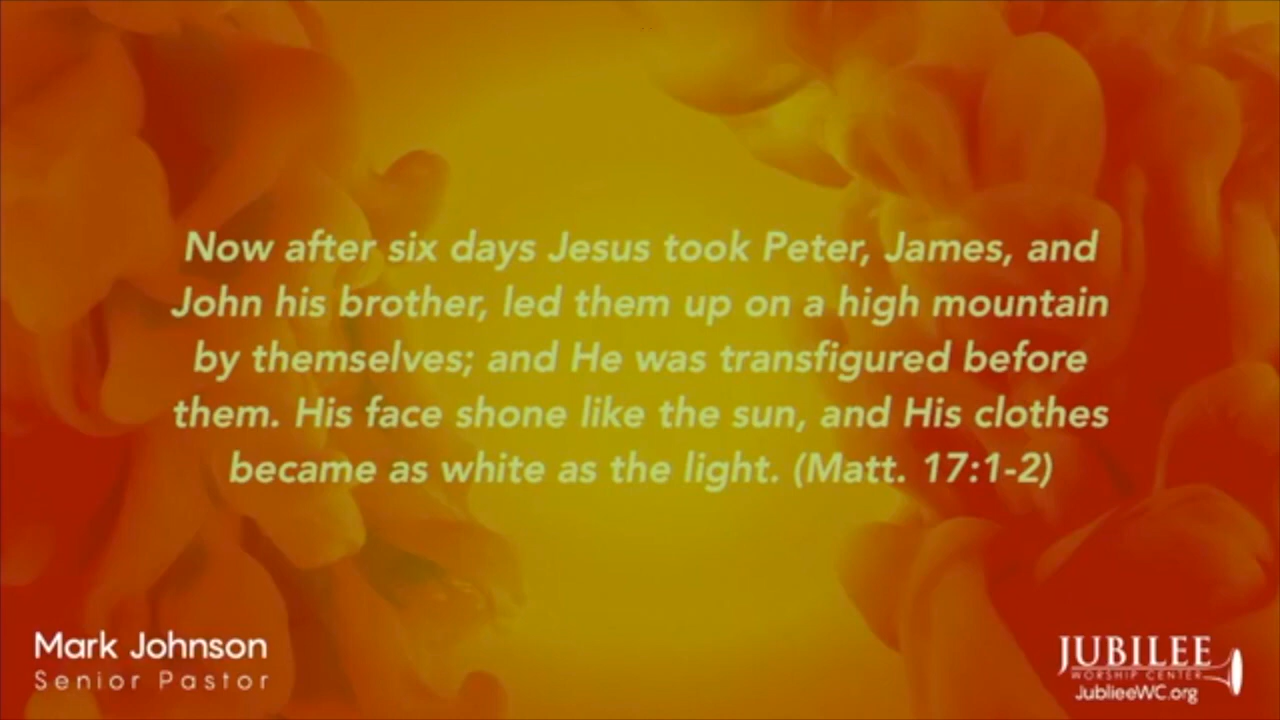 Now after six days Jesus took Peter, James, and
John his brother, led them up on a high mountain
by themselves; and He was transfigured before
them. His face shone like the sun, and His clothes
became as white as the light. (Matt. 17:1-2)
Mark Johnson
Senior Pastor
JUBILEE
WORSHIP CENTER
JublieeWC.org